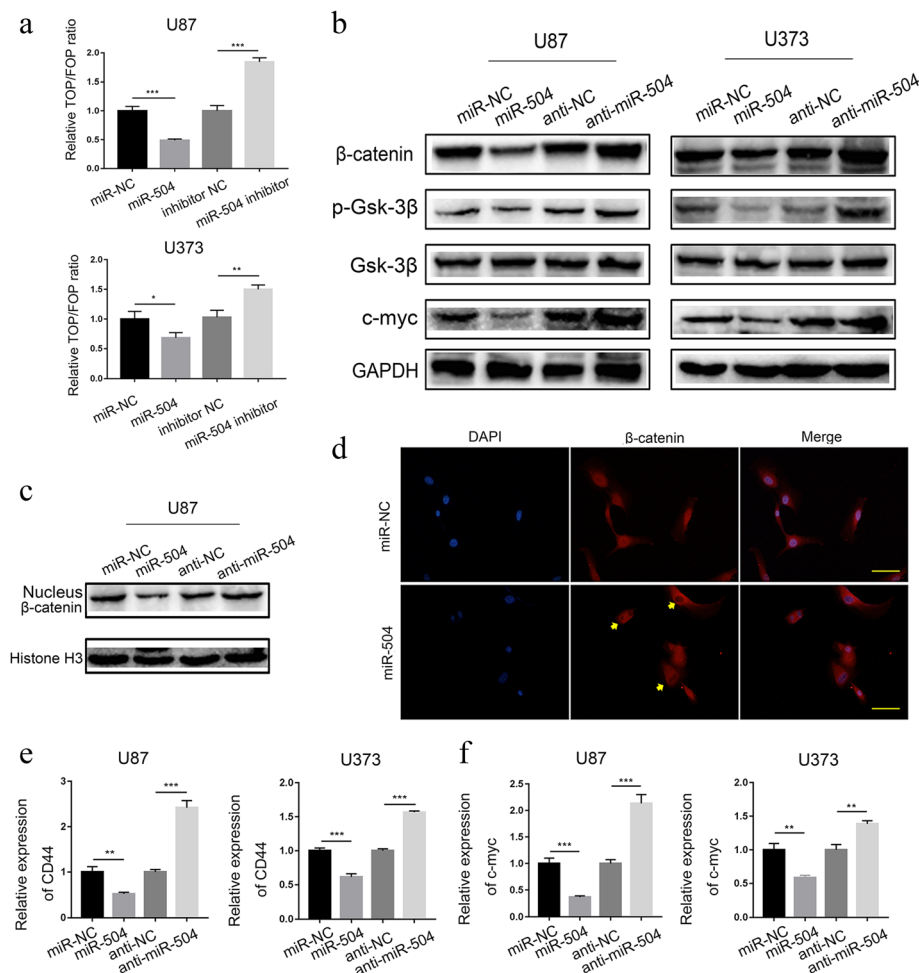 a
U87
Relative TOP/FOP ratio
2.0
1.5
1.0
0.5
0.0
***
***
miR-NC
miR-504
inhibitor NC
miR-504 inhibitor
U373
Relative TOP/FOP ratio
2.0
1.5
1.0
0.5
0.0
*
**
miR-NC
miR-504
inhibitor NC
miR-504 inhibitor
b
U87
U373
miR-NC miR-504 anti-NC anti-miR-504
miR-NC miR-504 anti-NC anti-miR-504
β-catenin
p-Gsk-3β
Gsk-3β
c-myc
GAPDH
c
U87
miR-NC miR-504 anti-NC anti-miR-504
Nucleus
β-catenin
Histone H3
d
DAPI β-catenin Merge
miR-NC
miR-504
e
U87
Relative expression
of CD44
3
2
1
0
**
***
miR-NC
miR-504
anti-NC
anti-miR-504
U373
Relative expression
of CD44
2.0
1.5
1.0
0.5
0.0
***
***
miR-NC
miR-504
anti-NC
anti-miR-504
f
U87
Relative expression
of c-myc
2.5
2.0
1.5
1.0
0.5
0.0
***
***
miR-NC
miR-504
anti-NC
anti-miR-504
U373
Relative expression
of c-myc
2.0
1.5
1.0
0.5
0.0
**
**
miR-NC
miR-504
anti-NC
anti-miR-504